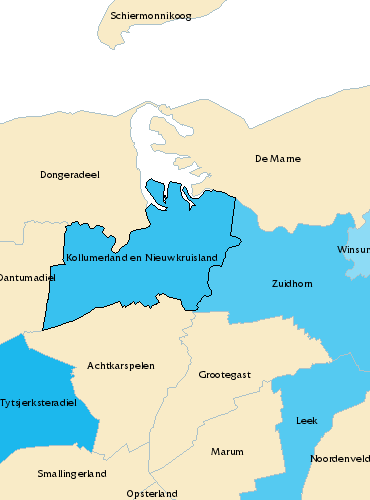 Schiermonnikoog
De Marne
Dongeradeel
Winsum
Kollumerland en Nieuwkruisland
Dantumadiel
Zuidhorn
Achtkarspelen
Grootegast
Tytsjerksteradiel
Leek
Marum
Noordenveld
Smallingerland
Opsterland